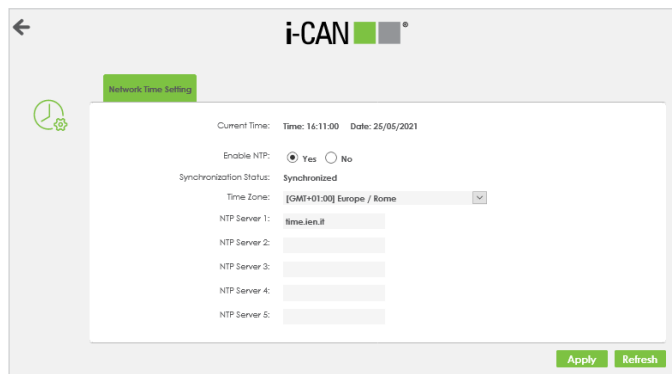 i-CAN ®
Network Time Setting
Current Time: Time: 16:11:00 Date: 25/05/2021
Enable NTP: Yes No
Synchronization Status: Synchronized
Time Zone: [GMT+01:00] Europe / Rome
NTP Server 1: time.ien.it
NTP Server 2:
NTP Server 3:
NTP Server 4:
NTP Server 5:
Apply Refresh